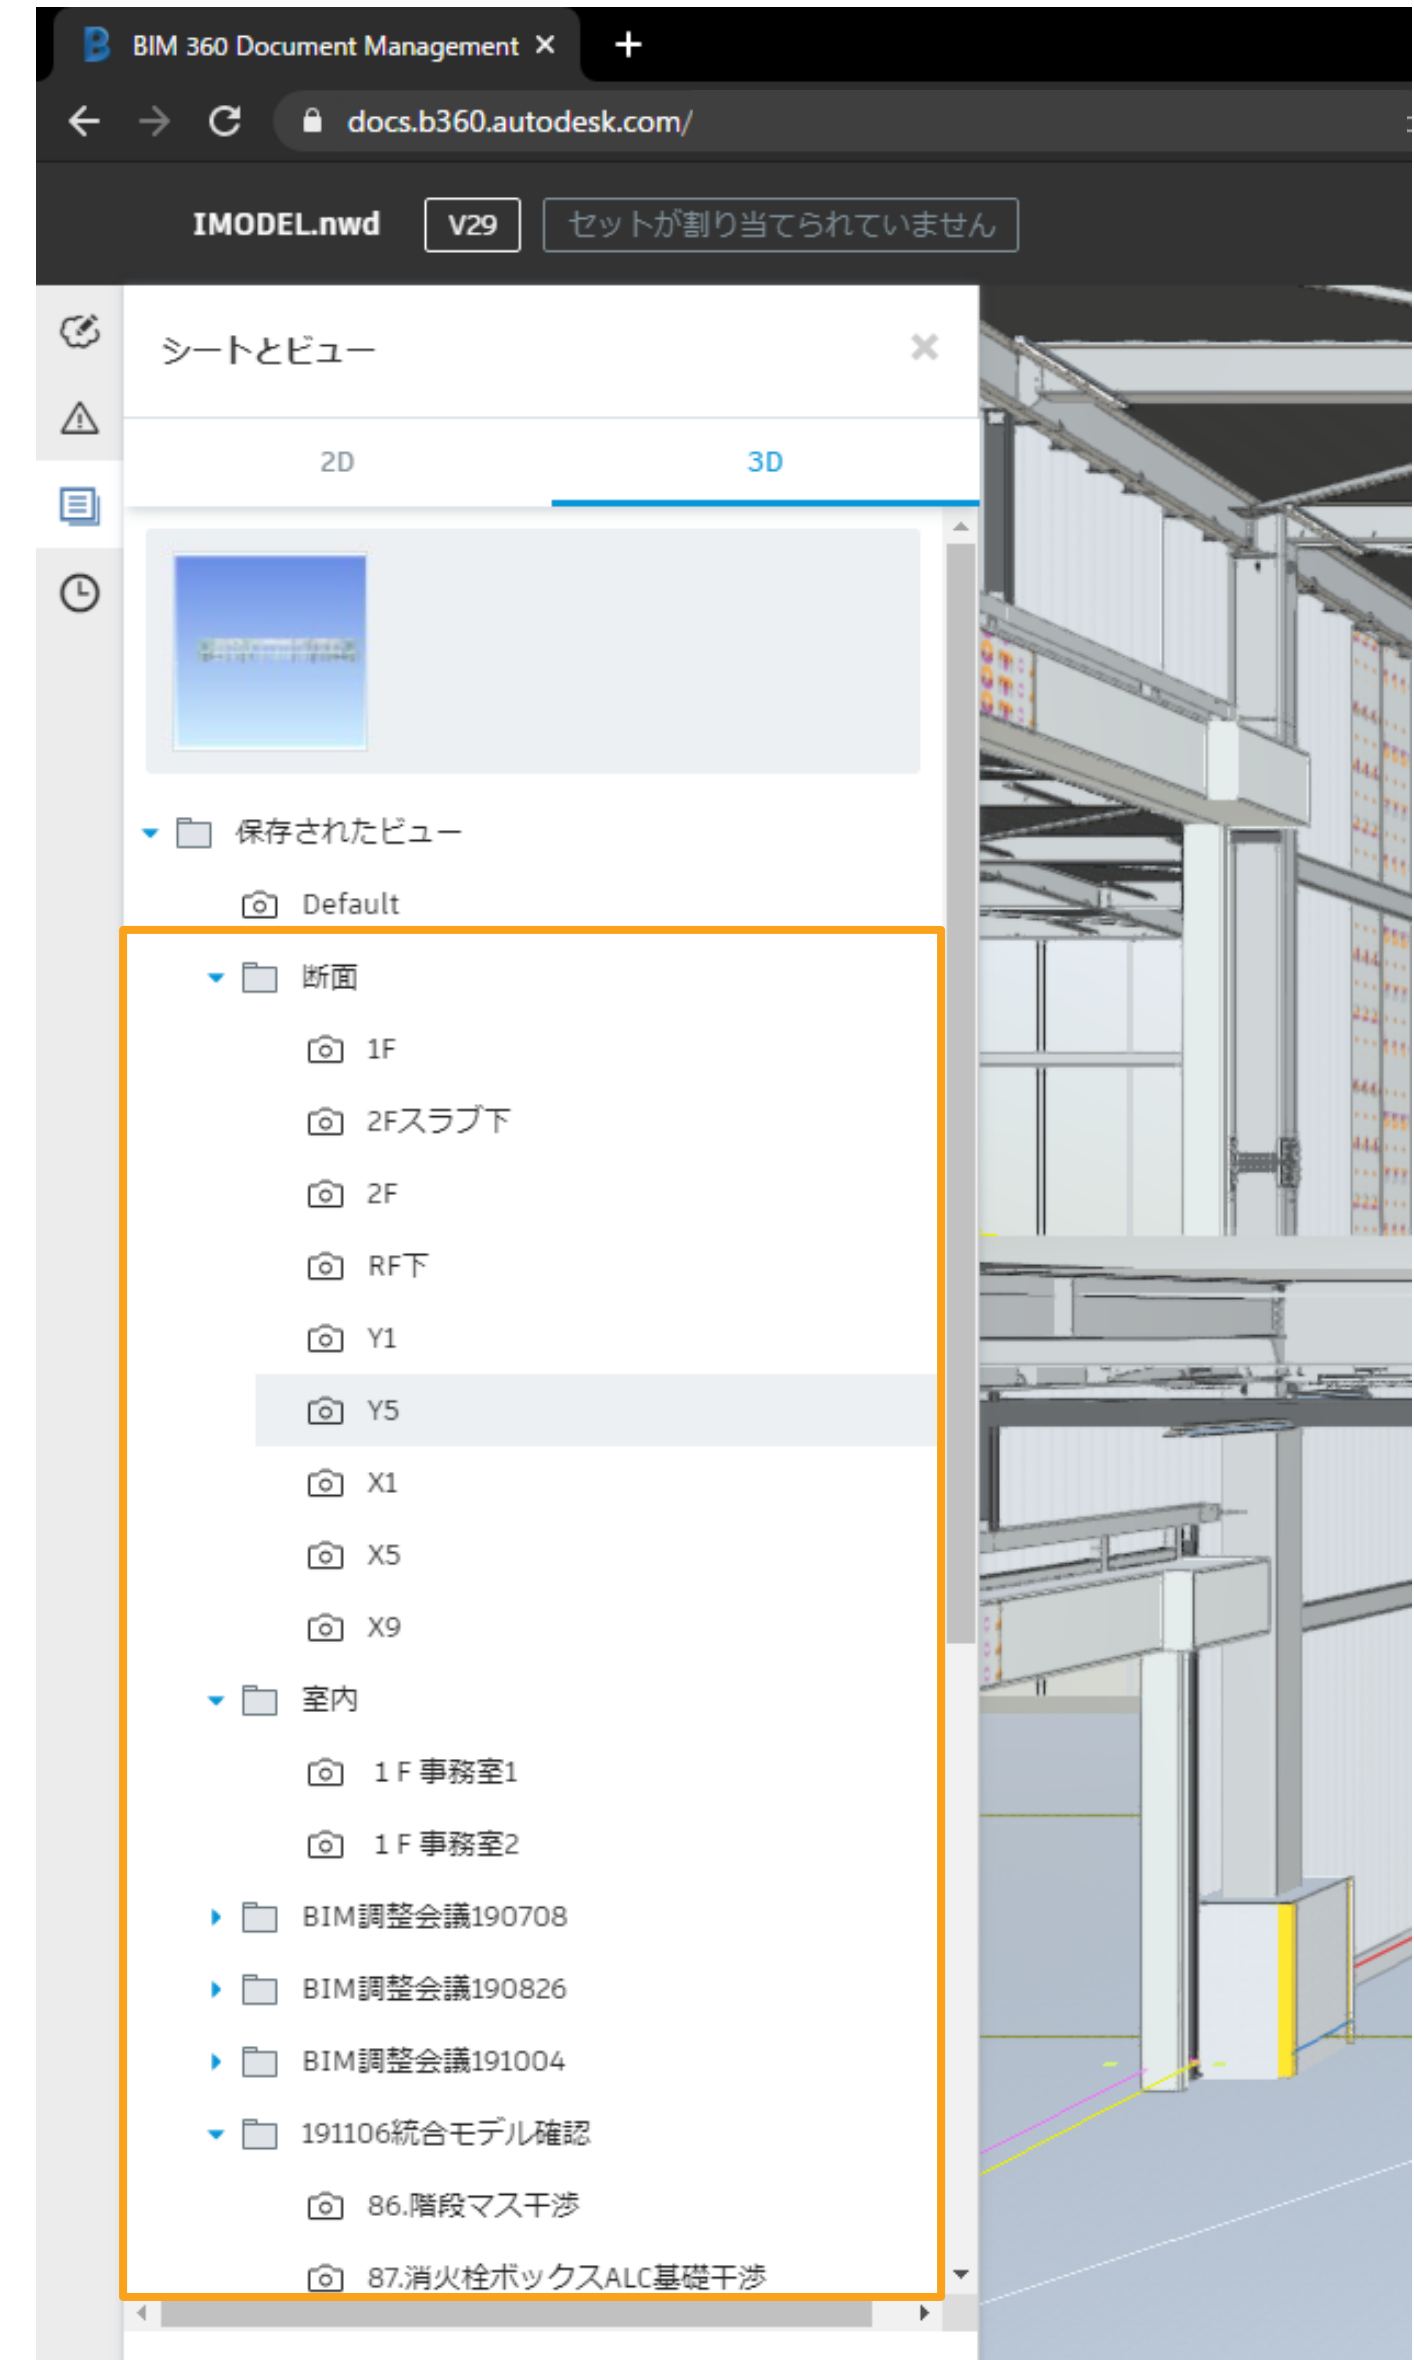 BIM 360 Document Management
docs.b360.autodesk.com/
IMODEL.nwd V29 セットが割り当てられていません
シートとビュー
2D 3D
保存されたビュー
Default
断面
1F
2Fスラブ下
2F
RF下
Y1
Y5
X1
X5
X9
室内
１Ｆ事務室1
１Ｆ事務室2
BIM調整会議190708
BIM調整会議190826
BIM調整会議191004
191106統合モデル確認
86.階段マス干渉
87.消火栓ボックスALC基礎干渉